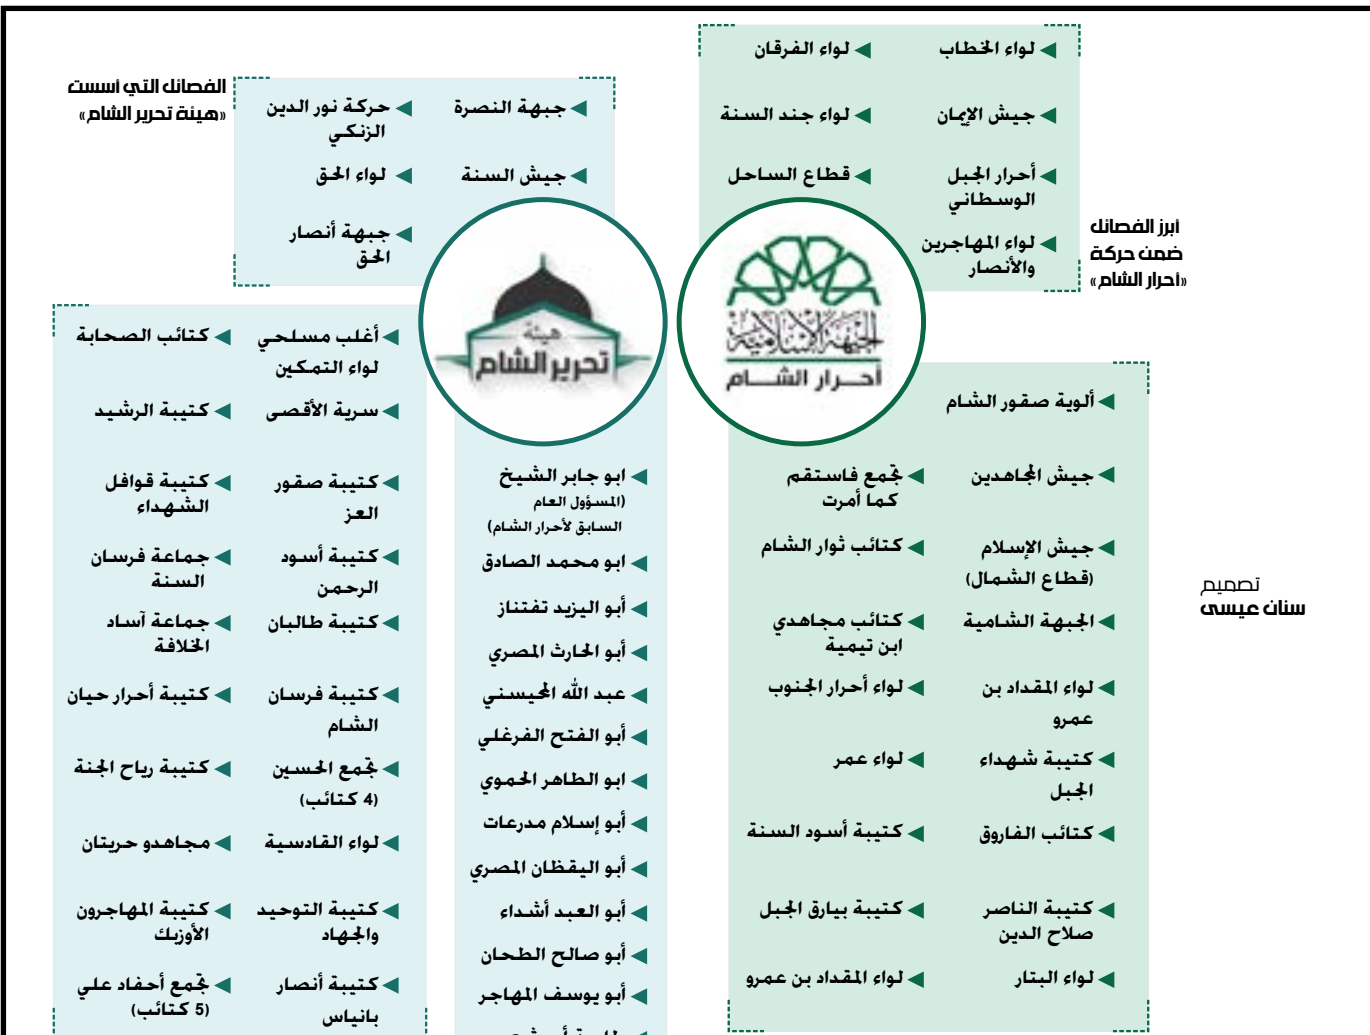 أبرز الفصائل
ضمن حركة
«أحرار الشام»
لواء الخطاب
لواء الفرقان
جيش الإيمان
لواء جند السنة
أحرار الجبل
الوسطاني
قطاع الساحل
لواء المهاجرين
والأنصار
الجبهة الإسلامية
أحـــرار الشـــام
ألوية صقور الشام
جيش المجاهدين
تجمع فاستقم
كما أمرت
جيش الإسلام
(قطاع الشمال)
كتائب ثوار الشام
الجبهة الشامية
كتائب مجاهدي
ابن تيمية
لواء المقداد بن
عمرو
لواء أحرار الجنوب
كتيبة شهداء
الجبل
لواء عمر
كتائب الفاروق
كتيبة أسود السنة
كتيبة الناصر
صلاح الدين
كتيبة بيارق الجبل
لواء البتار
لواء المقداد بن عمرو
تصميم
سنان عيسى
الفصائل التي أسست
«هيئة تحرير الشام»
جبهة النصرة
حركة نور الدين
الزنكي
جيش السنة
لواء الحق
جبهة أنصار
الحق
هيئة
تحرير الشام
ابو جابر الشيخ
(المسؤول العام
السابق لأحرار الشام)
ابو محمد الصادق
أبو اليزيد تفتناز
أبو الحارث المصري
عبد الله المحيسني
أبو الفتح الفرغلي
ابو الطاهر الحموي
أبو إسلام مدرعات
أبو اليقظان المصري
أبو العبد أشداء
أبو صالح الطحان
أبو يوسف المهاجر
أغلب مسلحي
لواء التمكين
كتائب الصحابة
سرية الأقصى
كتيبة الرشيد
كتيبة صقور
العز
كتيبة قوافل
الشهداء
كتيبة أسود
الرحمن
جماعة فرسان
السنة
كتيبة طالبان
جماعة آساد
الخلافة
كتيبة فرسان
الشام
كتيبة أحرار حيان
تجمع الحسين
(4 كتائب)
كتيبة رياح الجنة
لواء القادسية
مجاهدو حريتان
كتيبة التوحيد
والجهاد
كتيبة المهاجرون
الأوزبك
كتيبة أنصار
بانياس
تجمع أحفاد علي
(5 كتائب)